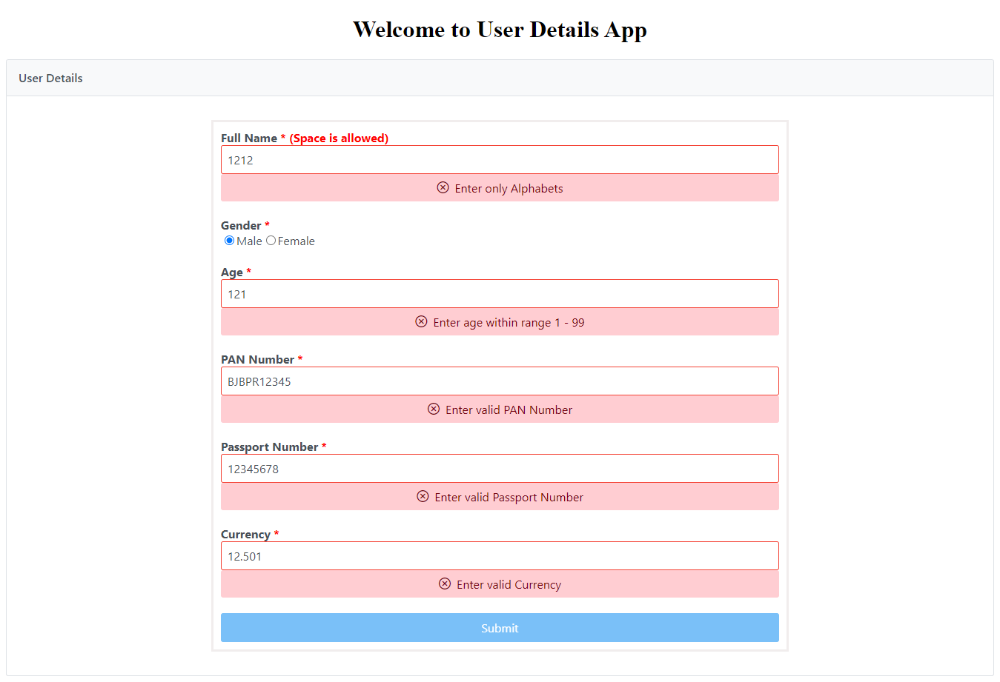 Welcome to User Details App
User Details
Full Name * (Space is allowed)
1212
Enter only Alphabets
Gender *
Male Female
Age *
121
Enter age within range 1 - 99
PAN Number *
BJBPR12345
Enter valid PAN Number
Passport Number *
12345678
Enter valid Passport Number
Currency *
12.501
Enter valid Currency
Submit